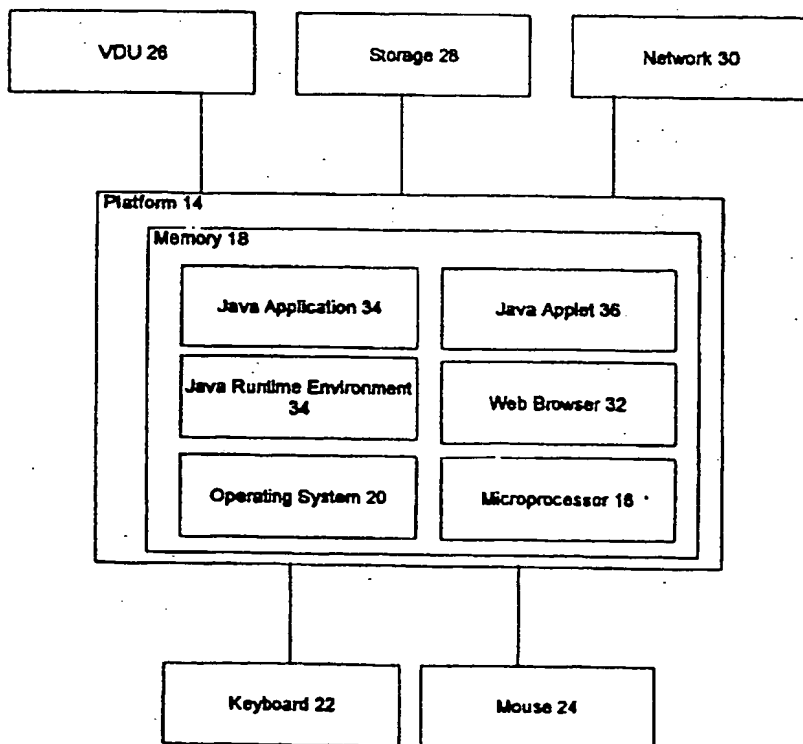 VDU 26
Storage 28
Network 30
Platform 14
Memory 18
Java Application 34
Java Applet 36
Java Runtime Environment
34
Web Browser 32
Operating System 20
Microprocessor 16
Keyboard 22
Mouse 24